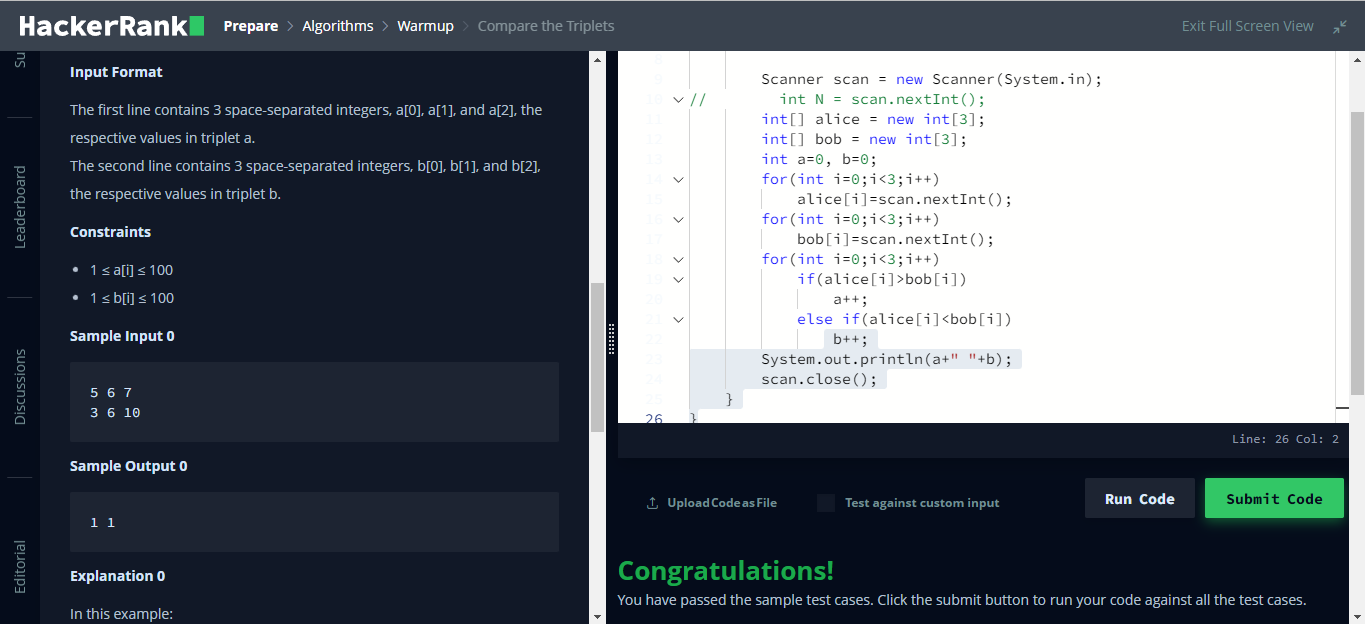 HackerRank
Prepare > Algorithms > Warmup > Compare the Triplets
Exit Full Screen View
Su
Leaderboard
Discussions
Editorial
Input Format
The first line contains 3 space-separated integers, a[0], a[1], and a[2], the
respective values in triplet a.
The second line contains 3 space-separated integers, b[0], b[1], and b[2],
the respective values in triplet b.
Constraints
• 1 ≤ a[i] ≤ 100
• 1 ≤ b[i] ≤ 100
Sample Input 0
5 6 7
3 6 10
Sample Output 0
1 1
Explanation 0
In this example:
8
9 Scanner scan = new Scanner(System.in);
10 // int N = scan.nextInt();
11 int[] alice = new int[3];
12 int[] bob = new int[3];
13 int a=0, b=0;
14 for(int i=0;i<3;i++)
15 alice[i]=scan.nextInt();
16 for(int i=0;i<3;i++)
17 bob[i]=scan.nextInt();
18 for(int i=0;i<3;i++)
19 if(alice[i]>bob[i])
20 a++;
21 else if(alice[i]<bob[i])
22 b++;
23 System.out.println(a+" "+b);
24 scan.close();
25 }
26 }
Line: 26 Col: 2
Upload Code as File
Test against custom input
Run Code
Submit Code
Congratulations!
You have passed the sample test cases. Click the submit button to run your code against all the test cases.